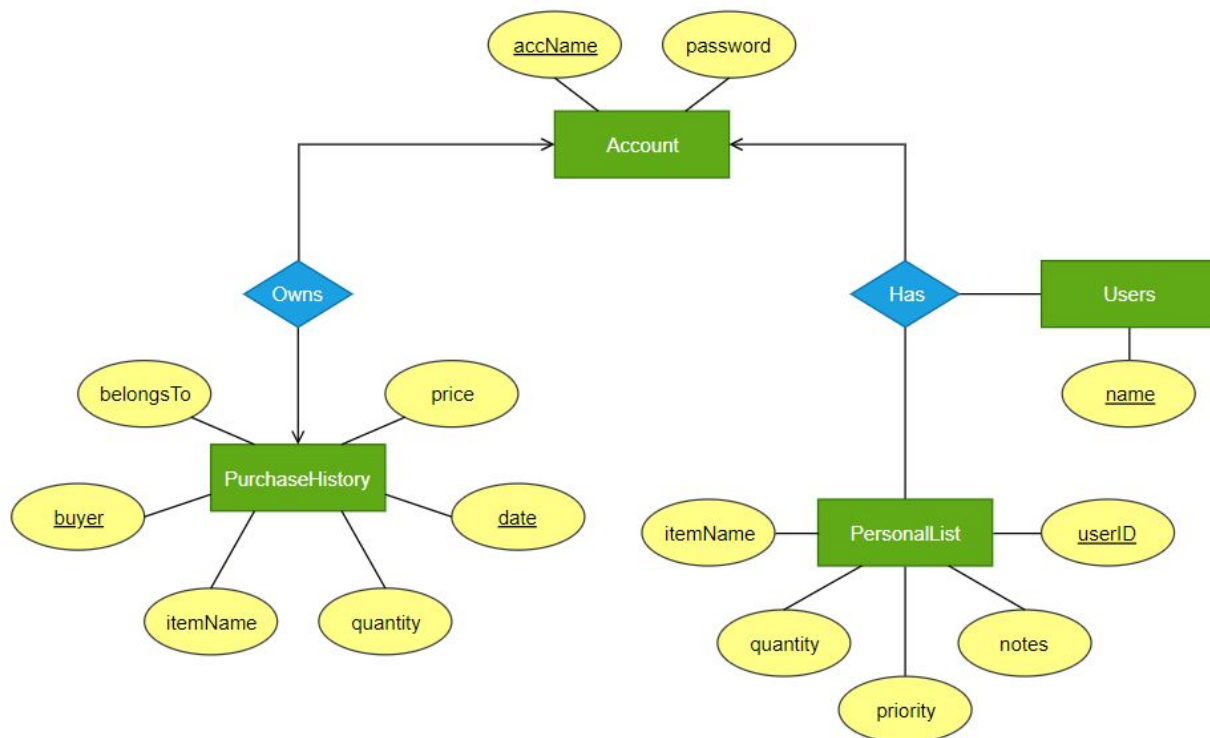 accName
password
Account
Owns
Has
Users
belongsTo
price
name
PurchaseHistory
buyer
date
itemName
PersonalList
userID
itemName
quantity
quantity
notes
priority